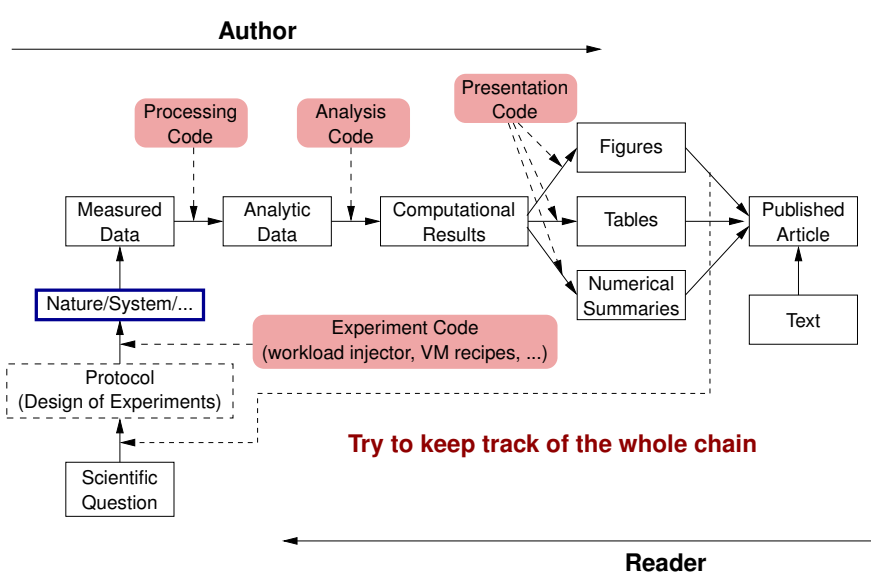 Author
Presentation
Code
Processing
Code
Analysis
Code
Figures
Measured
Data
Analytic
Data
Computational
Results
Tables
Published
Article
Nature/System/...
Numerical
Summaries
Text
Experiment Code
(workload injector, VM recipes, ...)
Protocol
(Design of Experiments)
Try to keep track of the whole chain
Scientific
Question
Reader